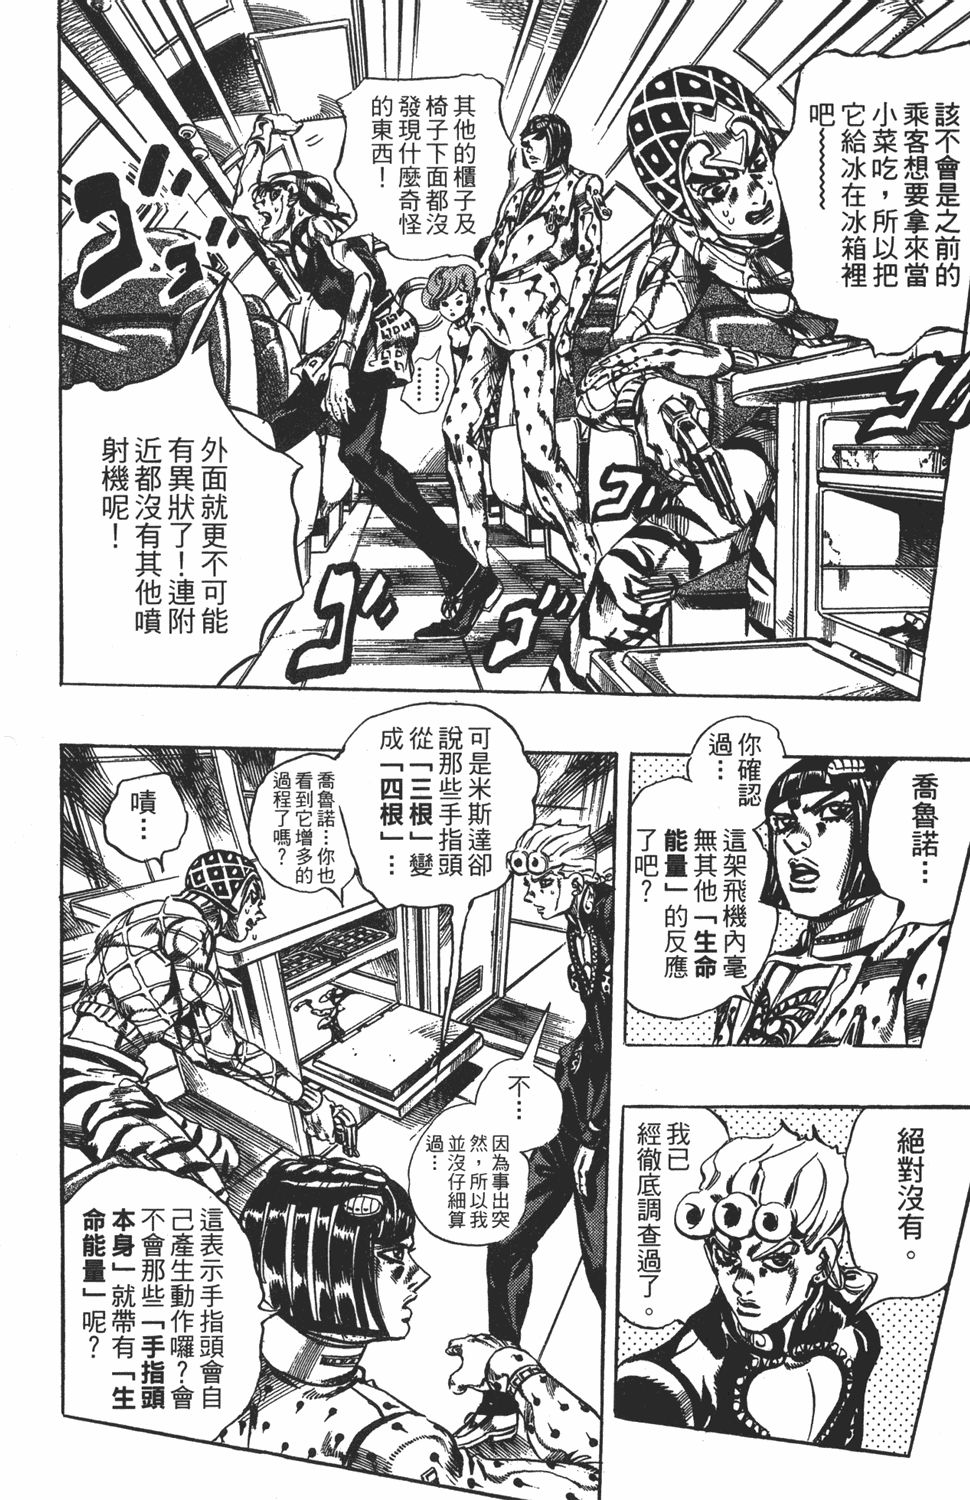 該不會是之前的
乘客想要拿來當
小菜吃，所以把
它給冰在冰箱裡
吧～
其他的櫃子及
椅子下面都沒
發現什麼奇怪
的東西！
………
外面就更不可能
有異狀了！連附
近都沒有其他噴
射機呢！
ゴゴ
ゴ
ゴ
ゴ
喬魯諾…
你確認
過…
這架飛機內毫
無其他「生命
能量」的反應
了吧？
絕對沒有。
我已
經徹底調查過了。
可是米斯達卻
說那些手指頭
從「三根」變
成「四根」…
喬魯諾…你也
看到它增多的
過程了嗎？
嘖…
不…
因為事出突
然，所以我
並沒仔細算
過…
這表示手指頭會自
己產生動作囉？會
不會那些「手指頭
本身」就帶有「生
命能量」呢？